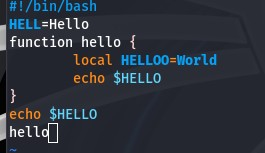 #!/bin/bash
HELL=Hello
function hello {
        local HELLOO=World
        echo $HELLO
}
echo $HELLO
hello
~